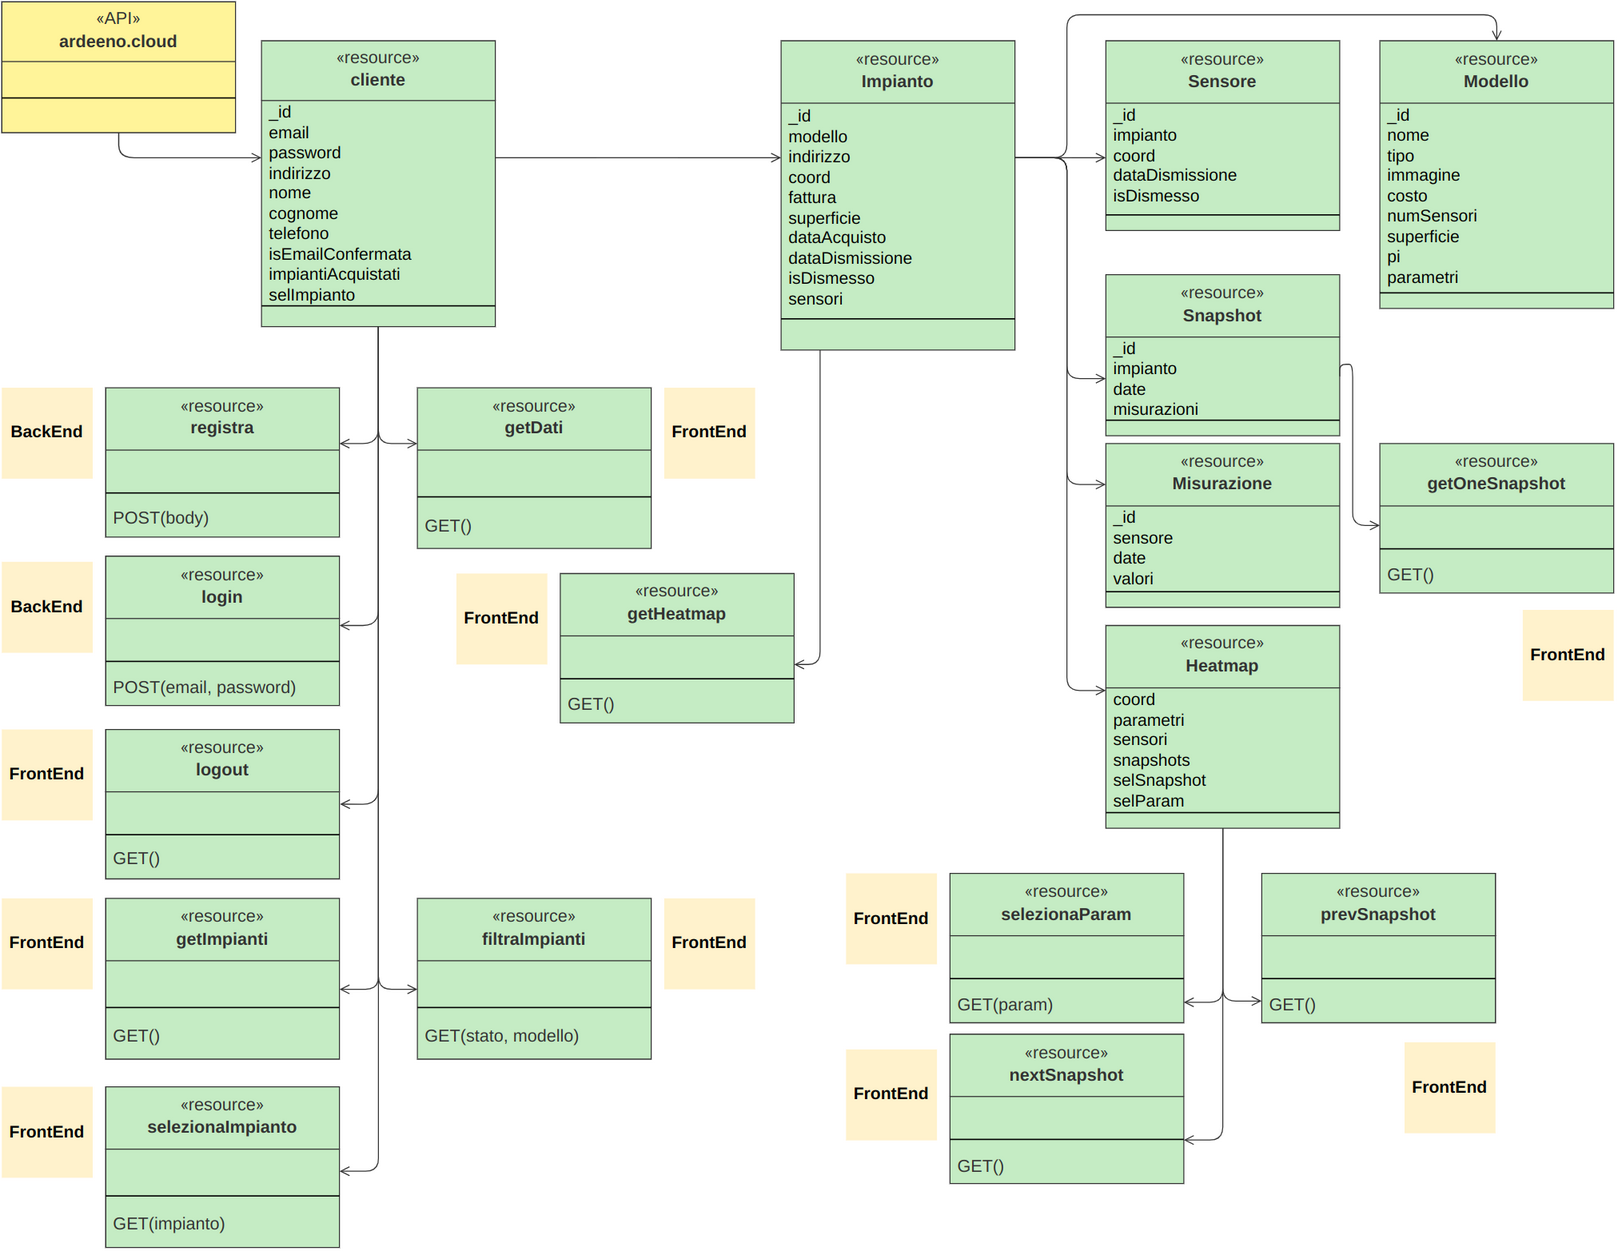 «API»
ardeeno.cloud
«resource»
cliente
_id
email
password
indirizzo
nome
cognome
telefono
isEmailConfermata
impiantiAcquistati
selImpianto
«resource»
Impianto
_id
modello
indirizzo
coord
fattura
superficie
dataAcquisto
dataDismissione
isDismesso
sensori
«resource»
Sensore
_id
impianto
coord
dataDismissione
isDismesso
«resource»
Modello
_id
nome
tipo
immagine
costo
numSensori
superficie
pi
parametri
«resource»
Snapshot
_id
impianto
date
misurazioni
BackEnd
«resource»
registra
POST(body)
«resource»
getDati
GET()
FrontEnd
«resource»
Misurazione
_id
sensore
date
valori
«resource»
getOneSnapshot
GET()
FrontEnd
BackEnd
«resource»
login
POST(email, password)
FrontEnd
«resource»
getHeatmap
GET()
«resource»
Heatmap
coord
parametri
sensori
snapshots
selSnapshot
selParam
FrontEnd
«resource»
logout
GET()
FrontEnd
«resource»
getImpianti
GET()
«resource»
filtraImpianti
GET(stato, modello)
FrontEnd
FrontEnd
«resource»
selezionaParam
GET(param)
«resource»
prevSnapshot
GET()
FrontEnd
FrontEnd
«resource»
nextSnapshot
GET()
FrontEnd
«resource»
selezionaImpianto
GET(impianto)